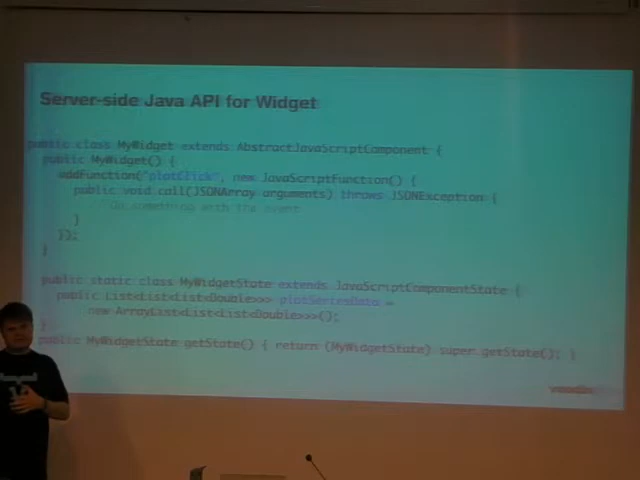 Server-side Java API for Widget
public class MyWidget extends AbstractJavaScriptComponent {
public MyWidget() {
addFunction("plotClick", new JavaScriptFunction() {
public void call(JSONArray arguments) throws JSONException {
// Do something with the event
}
});
}
public static class MyWidgetState extends JavaScriptComponentState {
public List<List<List<Double>>> plotSeriesData =
new ArrayList<List<List<Double>>>();
}
public MyWidgetState getState() { return (MyWidgetState) super.getState(); }